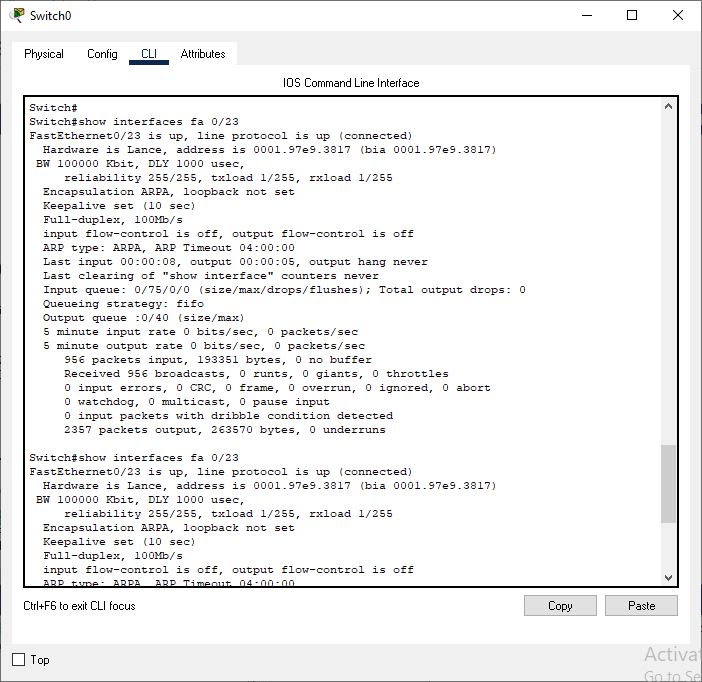 Switch0
Physical Config CLI Attributes
IOS Command Line Interface
Switch#
Switch#show interfaces fa 0/23
FastEthernet0/23 is up, line protocol is up (connected)
Hardware is Lance, address is 0001.97e9.3817 (bia 0001.97e9.3817)
BW 100000 Kbit, DLY 1000 usec,
reliability 255/255, txload 1/255, rxload 1/255
Encapsulation ARPA, loopback not set
Keepalive set (10 sec)
Full-duplex, 100Mb/s
input flow-control is off, output flow-control is off
ARP type: ARPA, ARP Timeout 04:00:00
Last input 00:00:08, output 00:00:05, output hang never
Last clearing of "show interface" counters never
Input queue: 0/75/0/0 (size/max/drops/flushes); Total output drops: 0
Queueing strategy: fifo
Output queue :0/40 (size/max)
5 minute input rate 0 bits/sec, 0 packets/sec
5 minute output rate 0 bits/sec, 0 packets/sec
956 packets input, 193351 bytes, 0 no buffer
Received 956 broadcasts, 0 runts, 0 giants, 0 throttles
0 input errors, 0 CRC, 0 frame, 0 overrun, 0 ignored, 0 abort
0 watchdog, 0 multicast, 0 pause input
0 input packets with dribble condition detected
2357 packets output, 263570 bytes, 0 underruns
Switch#show interfaces fa 0/23
FastEthernet0/23 is up, line protocol is up (connected)
Hardware is Lance, address is 0001.97e9.3817 (bia 0001.97e9.3817)
BW 100000 Kbit, DLY 1000 usec,
reliability 255/255, txload 1/255, rxload 1/255
Encapsulation ARPA, loopback not set
Keepalive set (10 sec)
Full-duplex, 100Mb/s
input flow-control is off, output flow-control is off
ARP type: ARPA, ARP Timeout 04:00:00
Ctrl+F6 to exit CLI focus
Copy Paste
Top
Activat
Go to Se